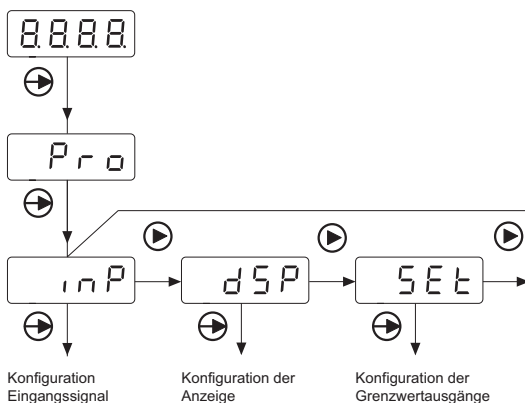 8.8.8.8.
Pro
inP
dSP
SEt
Konfiguration
Eingangssignal
Konfiguration der
Anzeige
Konfiguration der
Grenzwertausgänge